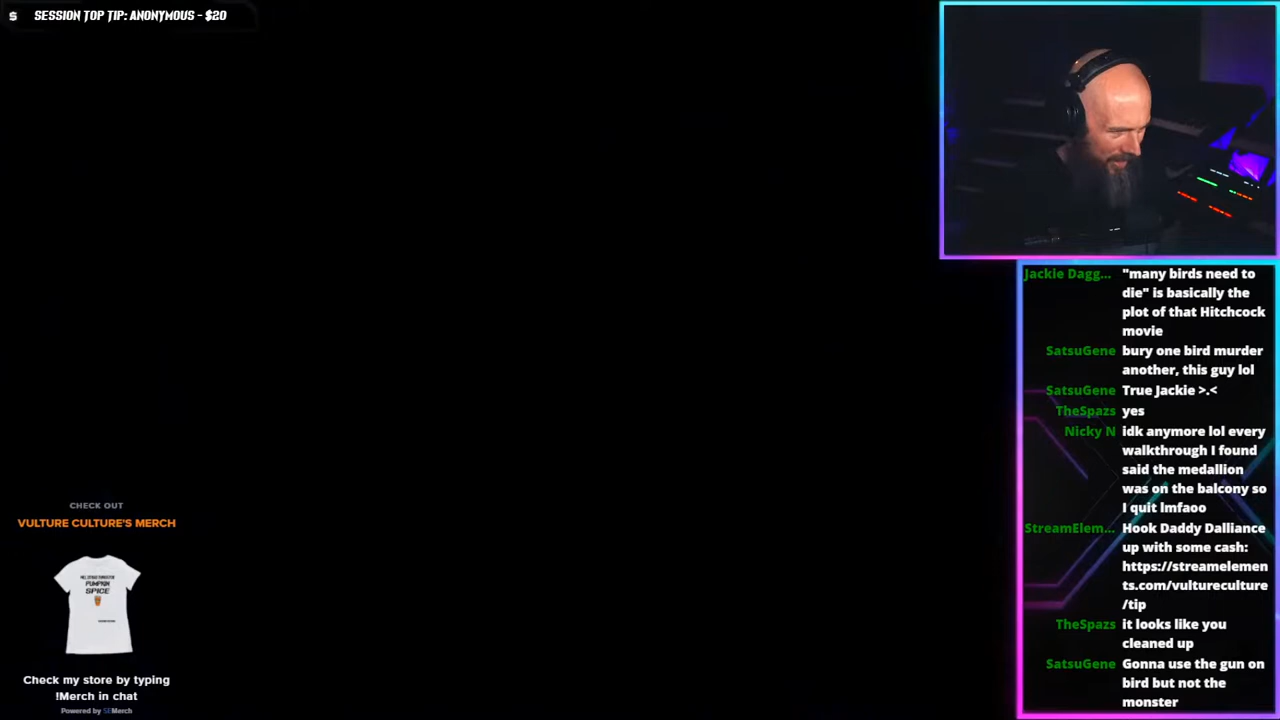 $ SESSION TOP TIP: ANONYMOUS - $20
Jackie Dagg... "many birds need to
die" is basically the
plot of that Hitchcock
movie
SatsuGene bury one bird murder
another, this guy lol
SatsuGene True Jackie >.<
TheSpazs yes
Nicky N idk anymore lol every
walkthrough I found
said the medallion
was on the balcony so
I quit lmfaoo
StreamElem... Hook Daddy Dalliance
up with some cash:
https://streamelemen
ts.com/vultureculture
/tip
TheSpazs it looks like you
cleaned up
SatsuGene Gonna use the gun on
bird but not the
monster
CHECK OUT
VULTURE CULTURE'S MERCH
PUMPKIN
SPICE
Check my store by typing
!Merch in chat
Powered by SEMerch